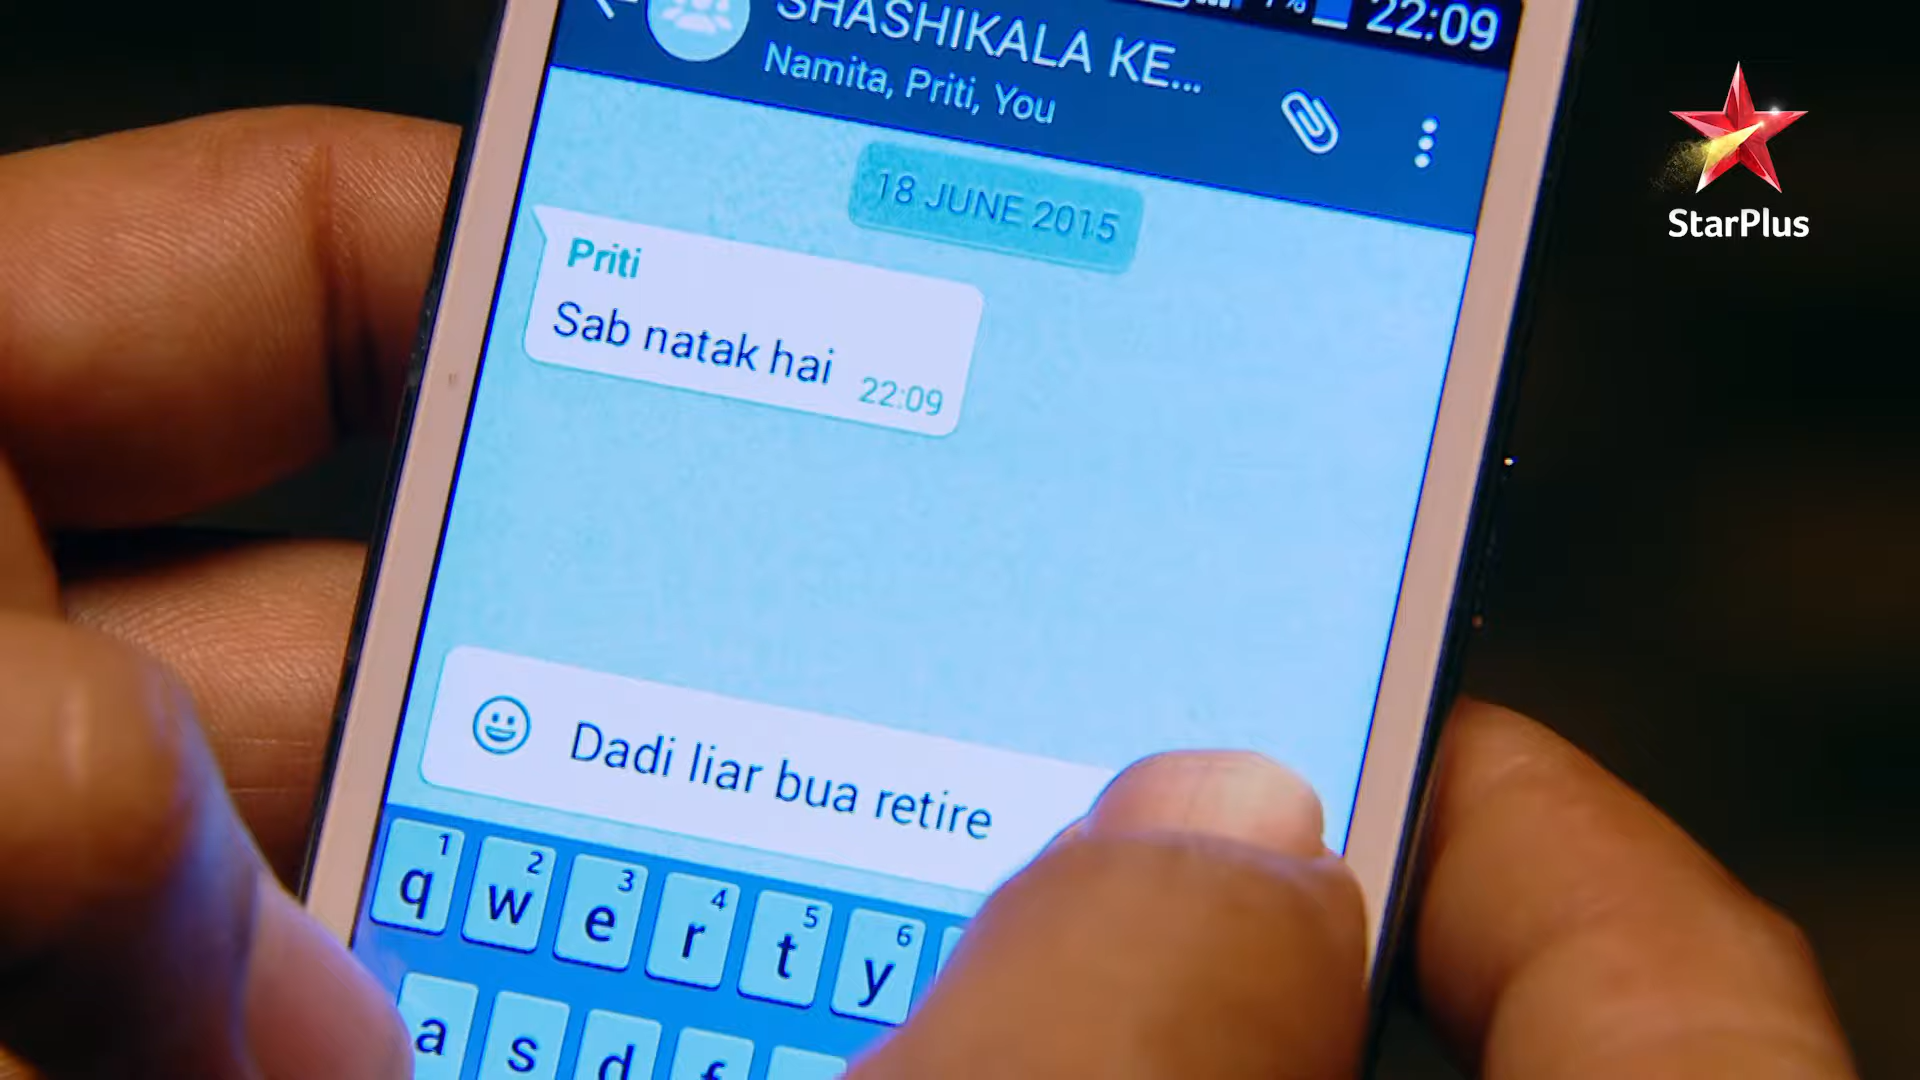 22:09
SHASHIKALA KE...
Namita, Priti, You
18 JUNE 2015
Priti
Sab natak hai
22:09
Dadi liar bua retire
1 2 3 4 5 6
q w e r t y
a s d f
StarPlus